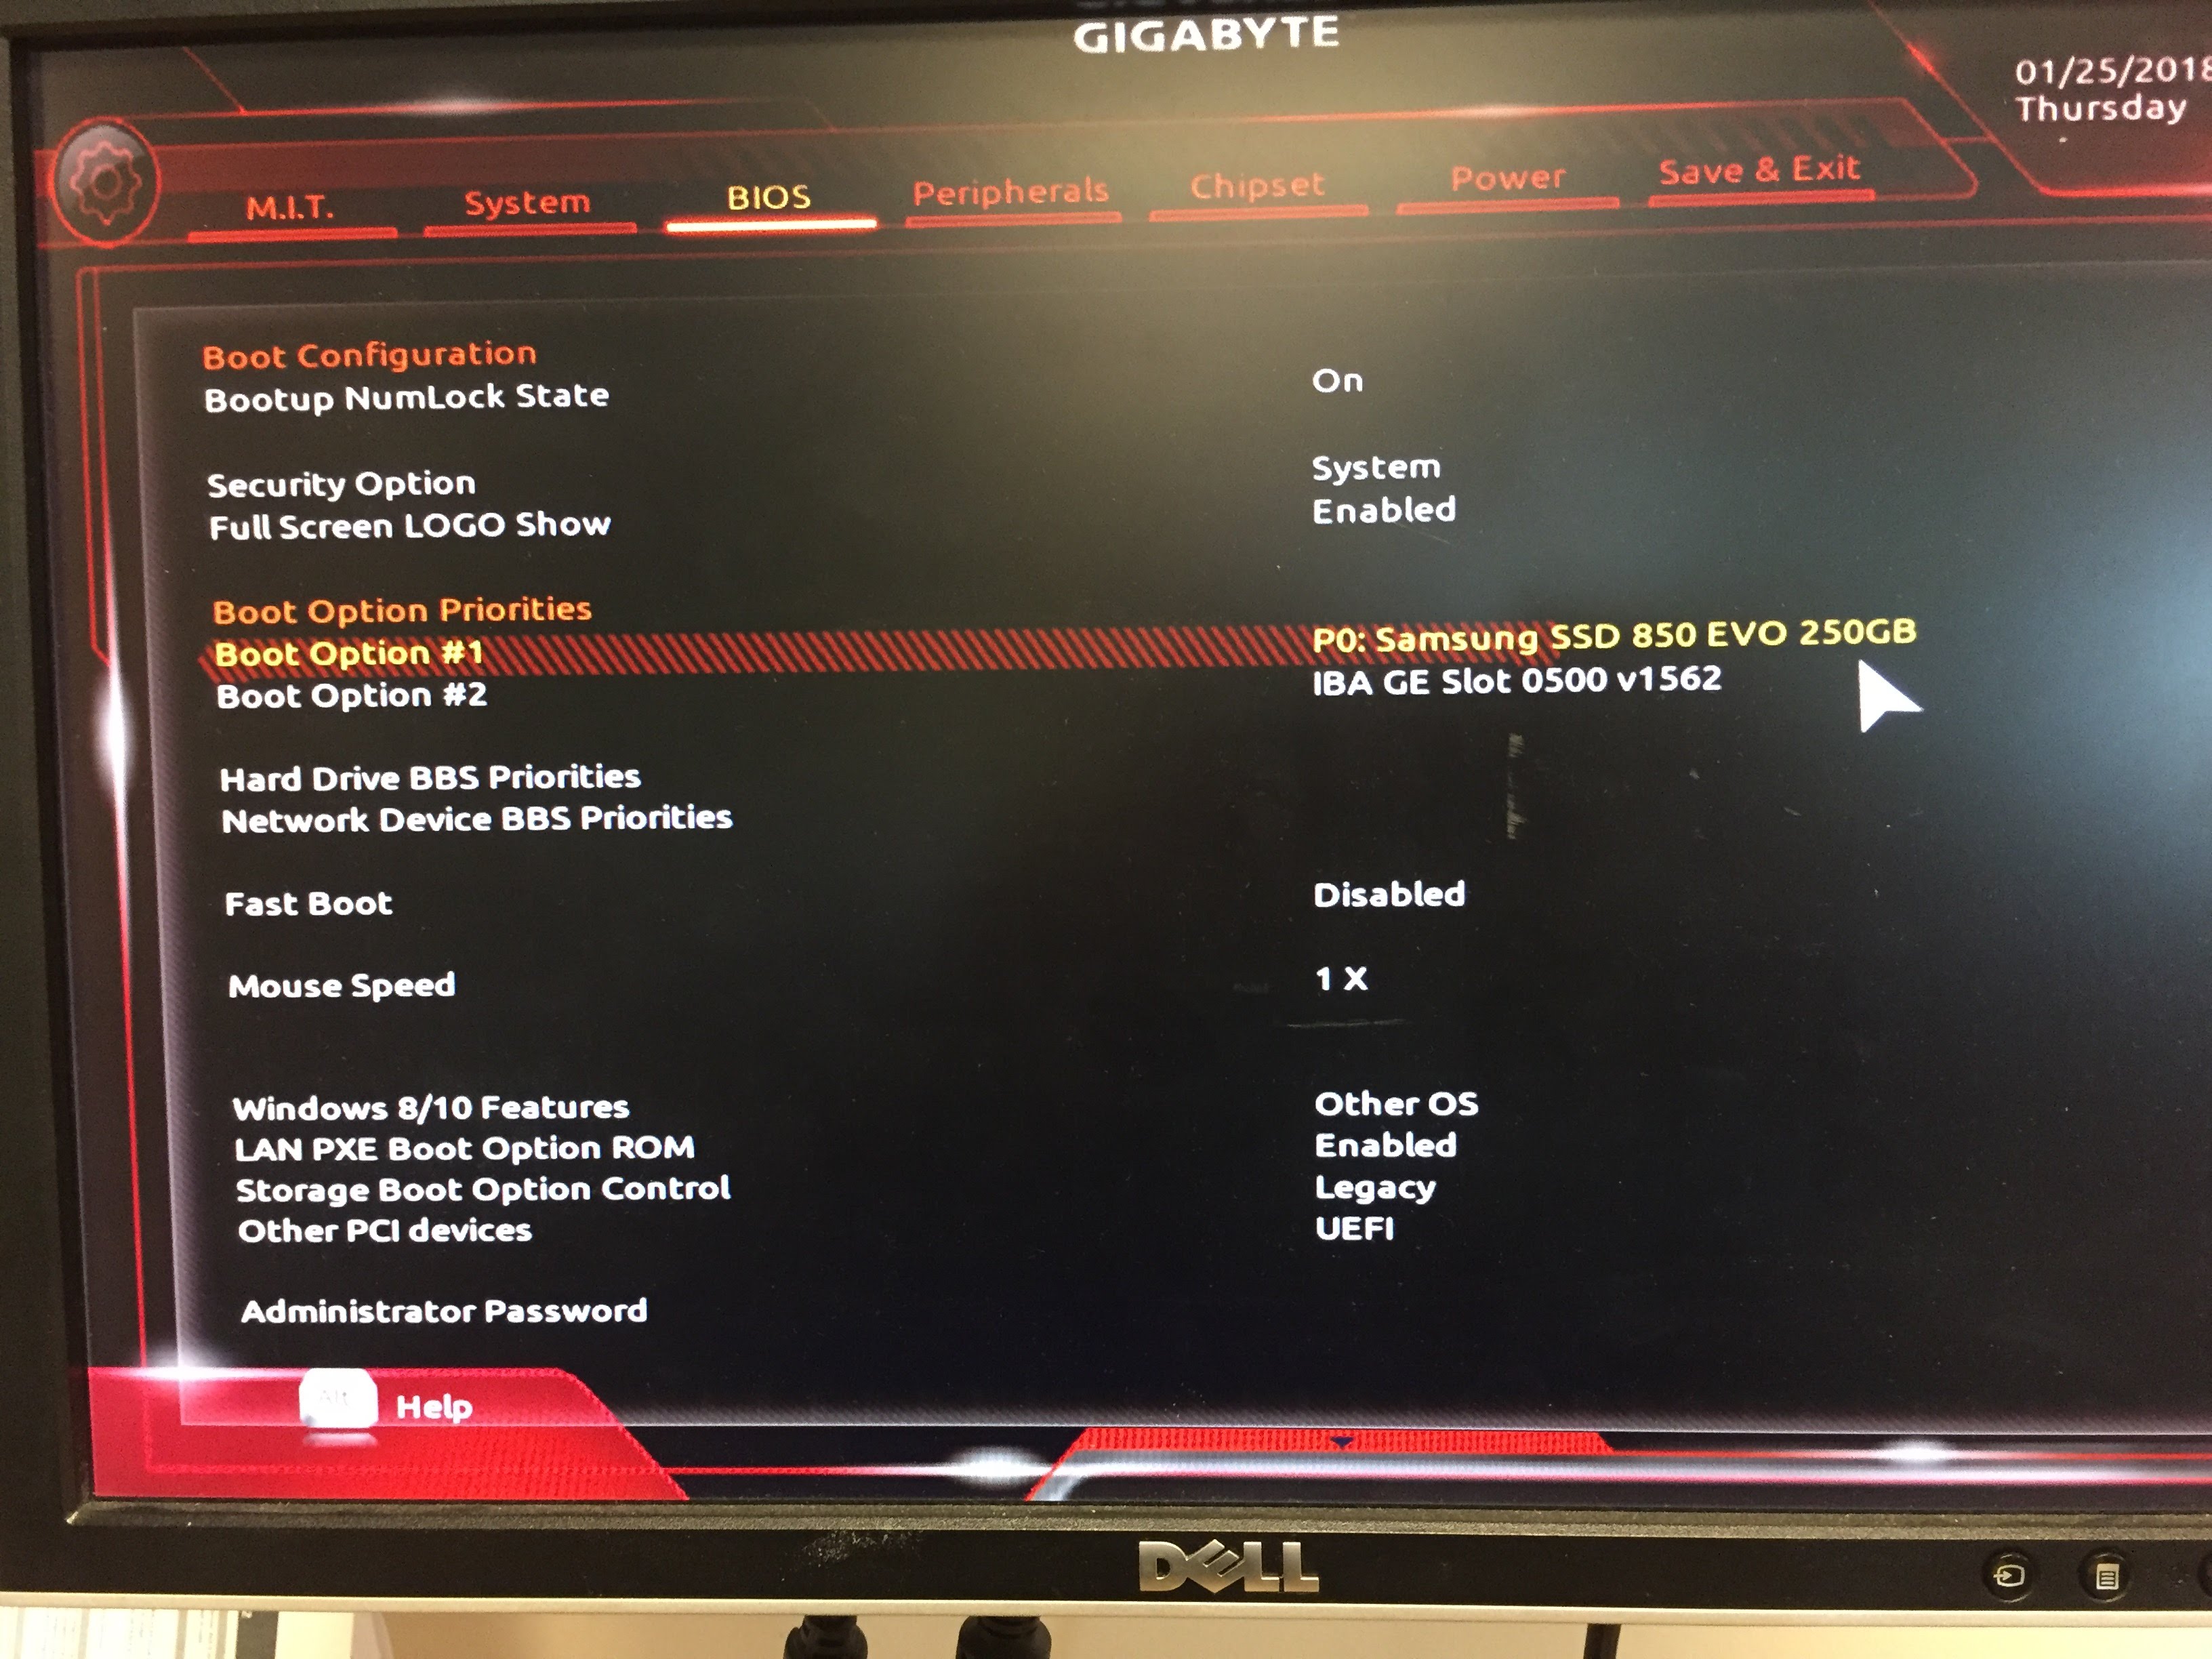 GIGABYTE
01/25/2018
Thursday
M.I.T. System BIOS Peripherals Chipset Power Save & Exit
Boot Configuration
Bootup NumLock State On
Security Option System
Full Screen LOGO Show Enabled
Boot Option Priorities
Boot Option #1 P0: Samsung SSD 850 EVO 250GB
Boot Option #2 IBA GE Slot 0500 v1562
Hard Drive BBS Priorities
Network Device BBS Priorities
Fast Boot Disabled
Mouse Speed 1 X
Windows 8/10 Features Other OS
LAN PXE Boot Option ROM Enabled
Storage Boot Option Control Legacy
Other PCI devices UEFI
Administrator Password
Alt Help
DELL